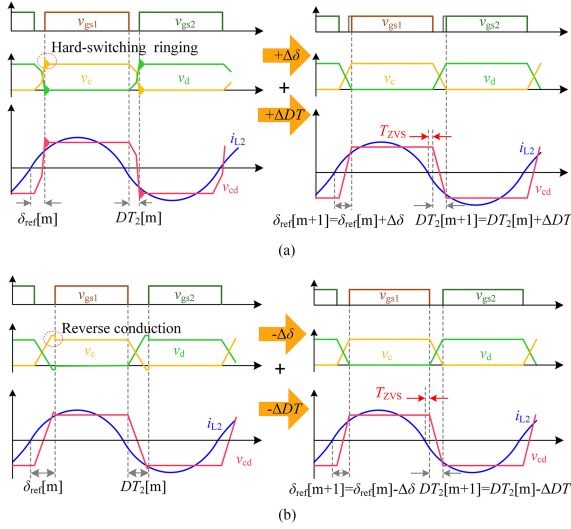 v_gs1 v_gs2
Hard-switching ringing
v_c v_d
i_L2
v_cd
δ_ref[m] DT_2[m]
+Δδ
+
+ΔDT
v_gs1 v_gs2
v_c v_d
T_ZVS
i_L2
v_cd
δ_ref[m+1]=δ_ref[m]+Δδ DT_2[m+1]=DT_2[m]+ΔDT
(a)
v_gs1 v_gs2
Reverse conduction
v_c v_d
i_L2
v_cd
δ_ref[m] DT_2[m]
-Δδ
+
-ΔDT
v_gs1 v_gs2
v_c v_d
T_ZVS
i_L2
v_cd
δ_ref[m+1]=δ_ref[m]-Δδ DT_2[m+1]=DT_2[m]-ΔDT
(b)